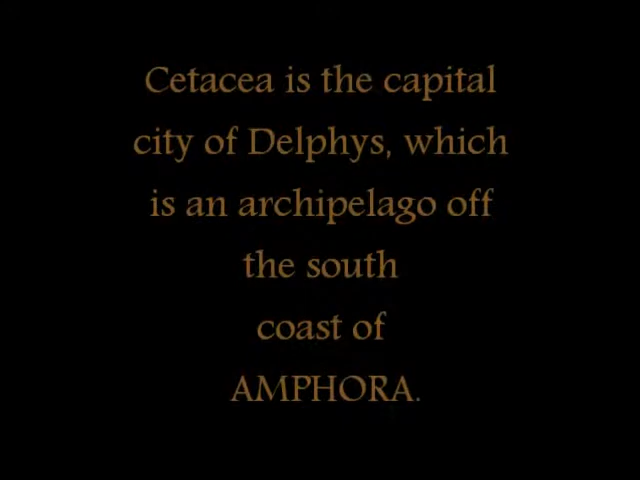 Cetacea is the capital
city of Delphys, which
is an archipelago off
the south
coast of
AMPHORA.